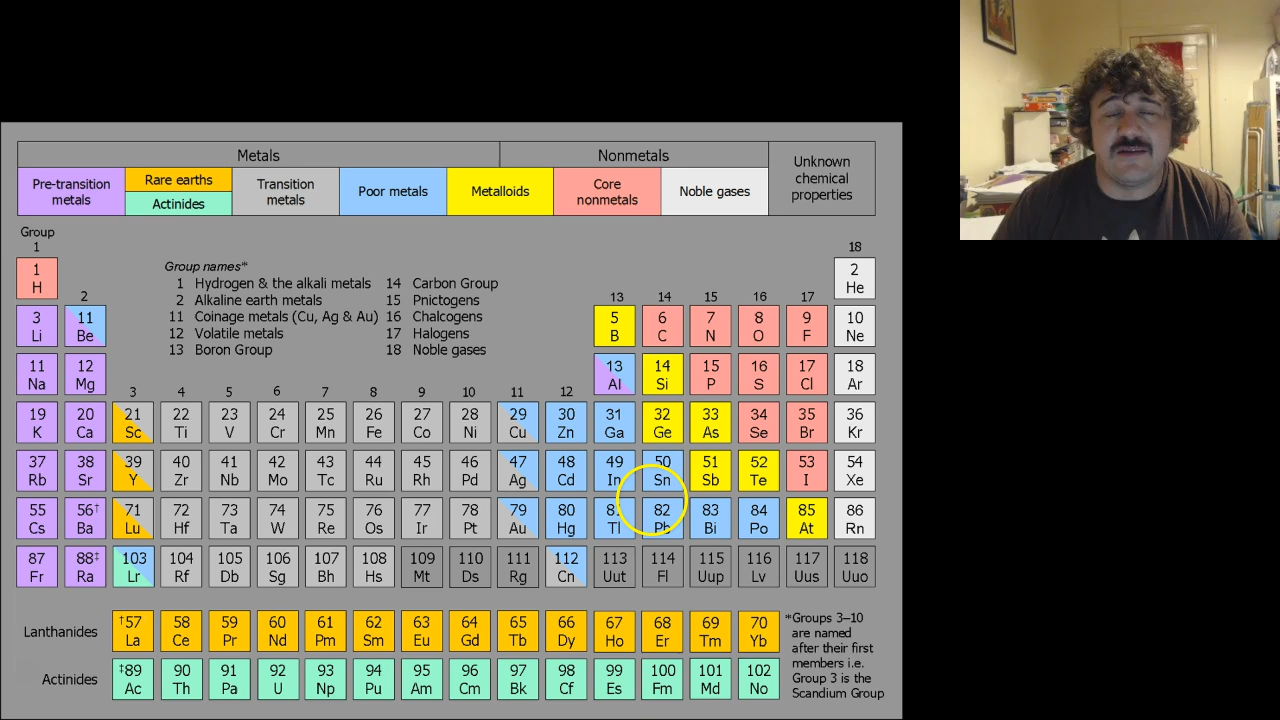 Metals Nonmetals Unknown chemical properties
Pre-transition metals Rare earths Actinides Transition metals Poor metals Metalloids Core nonmetals Noble gases
Group
1 18
Group names*
1 Hydrogen & the alkali metals 14 Carbon Group
2 Alkaline earth metals 15 Pnictogens
11 Coinage metals (Cu, Ag & Au) 16 Chalcogens
12 Volatile metals 17 Halogens
13 Boron Group 18 Noble gases
1 2
H He
2 13 14 15 16 17
3 11 5 6 7 8 9 10
Li Be B C N O F Ne
11 12 13 14 15 16 17 18
Na Mg Al Si P S Cl Ar
3 4 5 6 7 8 9 10 11 12
19 20 21 22 23 24 25 26 27 28 29 30 31 32 33 34 35 36
K Ca Sc Ti V Cr Mn Fe Co Ni Cu Zn Ga Ge As Se Br Kr
37 38 39 40 41 42 43 44 45 46 47 48 49 50 51 52 53 54
Rb Sr Y Zr Nb Mo Tc Ru Rh Pd Ag Cd In Sn Sb Te I Xe
55 56† 71 72 73 74 75 76 77 78 79 80 81 82 83 84 85 86
Cs Ba Lu Hf Ta W Re Os Ir Pt Au Hg Tl Pb Bi Po At Rn
87 88‡ 103 104 105 106 107 108 109 110 111 112 113 114 115 116 117 118
Fr Ra Lr Rf Db Sg Bh Hs Mt Ds Rg Cn Uut Fl Uup Lv Uus Uuo
Lanthanides
†57 58 59 60 61 62 63 64 65 66 67 68 69 70
La Ce Pr Nd Pm Sm Eu Gd Tb Dy Ho Er Tm Yb
Actinides
‡89 90 91 92 93 94 95 96 97 98 99 100 101 102
Ac Th Pa U Np Pu Am Cm Bk Cf Es Fm Md No
*Groups 3–10
are named
after their first
members i.e.
Group 3 is the
Scandium Group